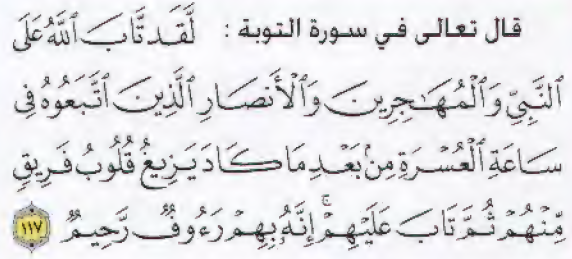 قال تعالى في سورة التوبة : لَّقَد تَّابَ ٱللَّهُ عَلَى
ٱلنَّبِيِّ وَٱلْمُهَٰجِرِينَ وَٱلْأَنصَارِ ٱلَّذِينَ ٱتَّبَعُوهُ فِى
سَاعَةِ ٱلْعُسْرَةِ مِنۢ بَعْدِ مَا كَادَ يَزِيغُ قُلُوبُ فَرِيقٍ
مِّنْهُمْ ثُمَّ تَابَ عَلَيْهِمْ ۚ إِنَّهُۥ بِهِمْ رَءُوفٌ رَّحِيمٌ ١١٧